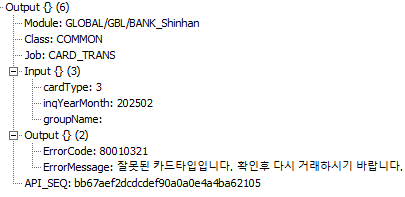 Output {} (6)
Module: GLOBAL/GBL/BANK_Shinhan
Class: COMMON
Job: CARD_TRANS
Input {} (3)
cardType: 3
inqYearMonth: 202502
groupName:
Output {} (2)
ErrorCode: 80010321
ErrorMessage: 잘못된 카드타입입니다. 확인후 다시 거래하시기 바랍니다.
API_SEQ: bb67aef2dcdcdef90a0a0e4a4ba62105